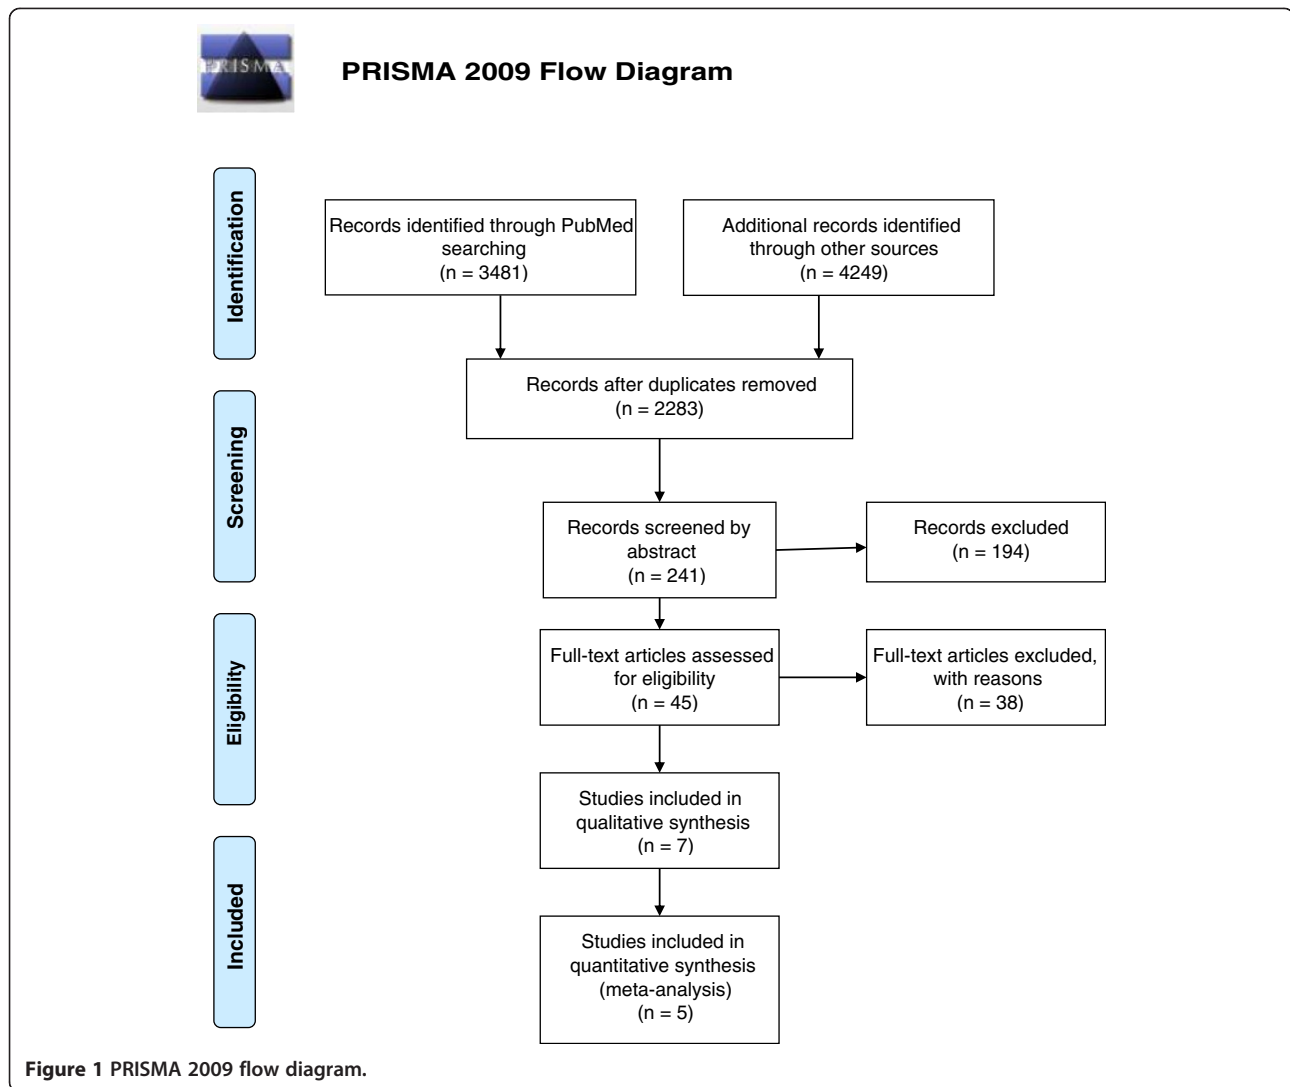 PRISMA
PRISMA 2009 Flow Diagram
Identification
Records identified through PubMed
searching
(n = 3481)
Additional records identified
through other sources
(n = 4249)
Records after duplicates removed
(n = 2283)
Screening
Records screened by
abstract
(n = 241)
Records excluded
(n = 194)
Eligibility
Full-text articles assessed
for eligibility
(n = 45)
Full-text articles excluded,
with reasons
(n = 38)
Studies included in
qualitative synthesis
(n = 7)
Included
Studies included in
quantitative synthesis
(meta-analysis)
(n = 5)
Figure 1 PRISMA 2009 flow diagram.